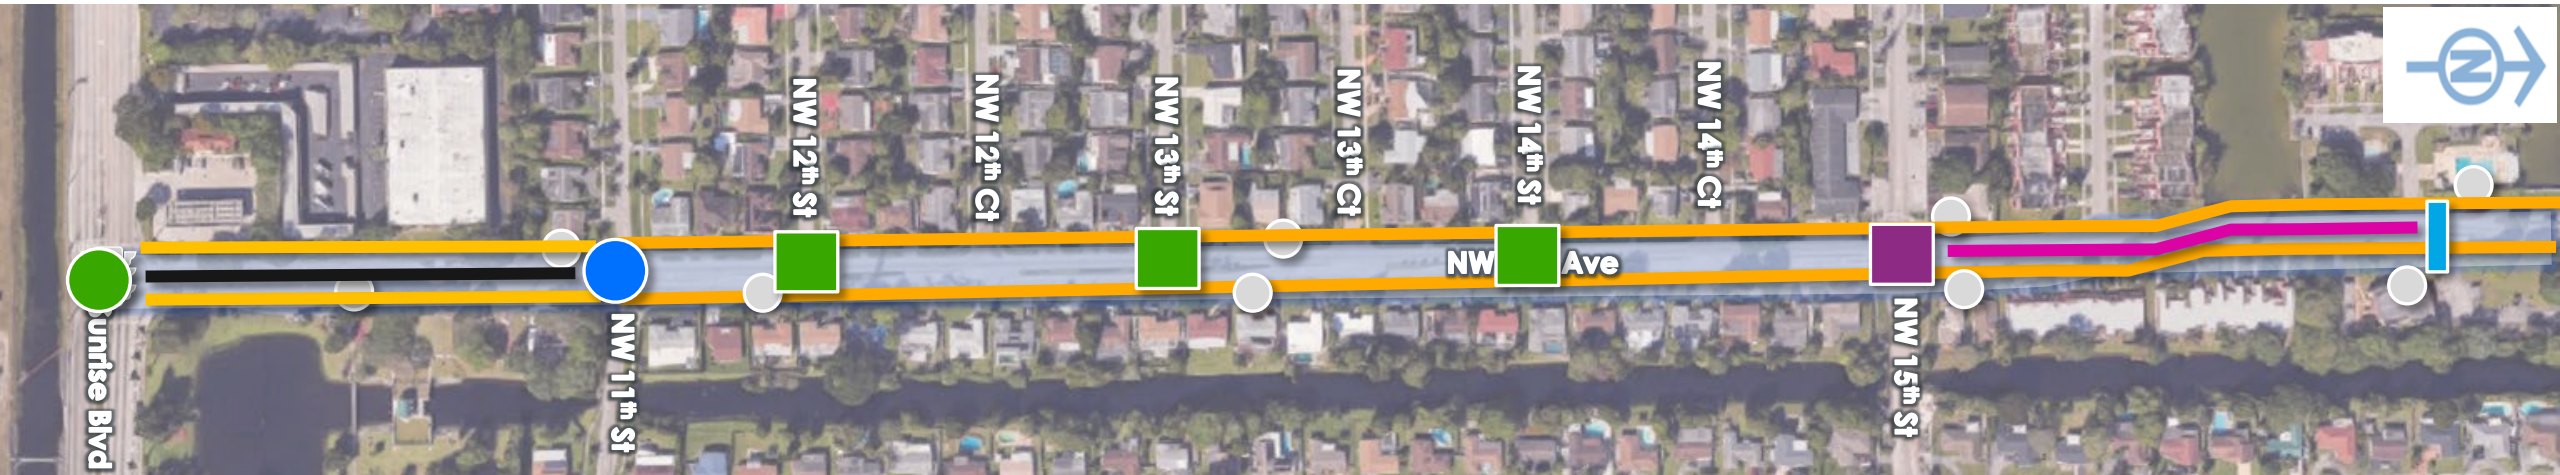 unrise Blvd
NW 11th St
NW 12th St
NW 12th Ct
NW 13th St
NW 13th Ct
NW 14th St
NW Ave
NW 14th Ct
NW 15th St
N